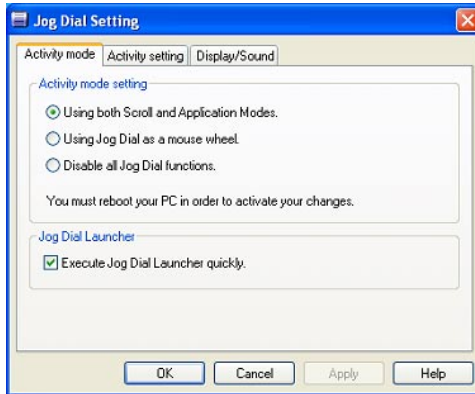 Jog Dial Setting
Activity mode Activity setting Display/Sound
Activity mode setting
Using both Scroll and Application Modes.
Using Jog Dial as a mouse wheel.
Disable all Jog Dial functions.
You must reboot your PC in order to activate your changes.
Jog Dial Launcher
Execute Jog Dial Launcher quickly.
OK Cancel Apply Help